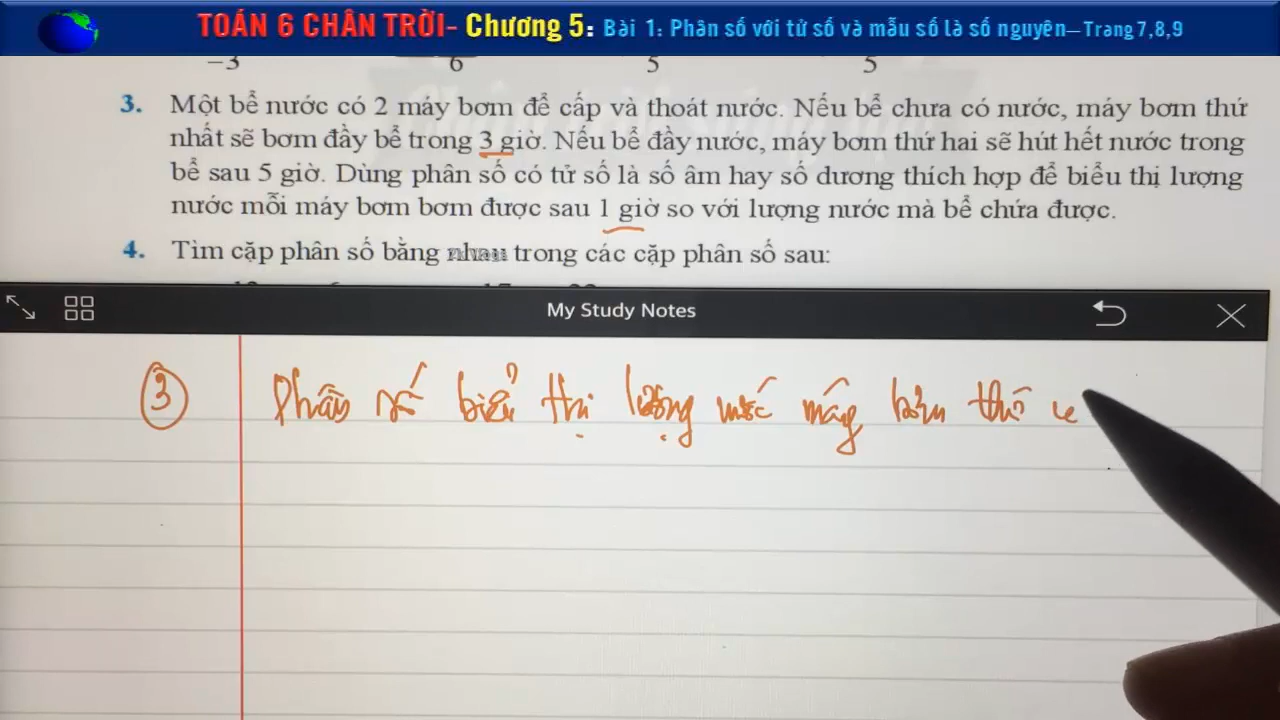 TOÁN 6 CHÂN TRỜI- Chương 5: Bài 1: Phân số với tử số và mẫu số là số nguyên–Trang 7,8,9
−3 6 5 5
3. Một bể nước có 2 máy bơm để cấp và thoát nước. Nếu bể chưa có nước, máy bơm thứ
nhất sẽ bơm đầy bể trong 3 giờ. Nếu bể đầy nước, máy bơm thứ hai sẽ hút hết nước trong
bể sau 5 giờ. Dùng phân số có tử số là số âm hay số dương thích hợp để biểu thị lượng
nước mỗi máy bơm bơm được sau 1 giờ so với lượng nước mà bể chứa được.
4. Tìm cặp phân số bằng nhau trong các cặp phân số sau:
My Study Notes
3 Phân số biểu thị lượng nước máy bơm thứ